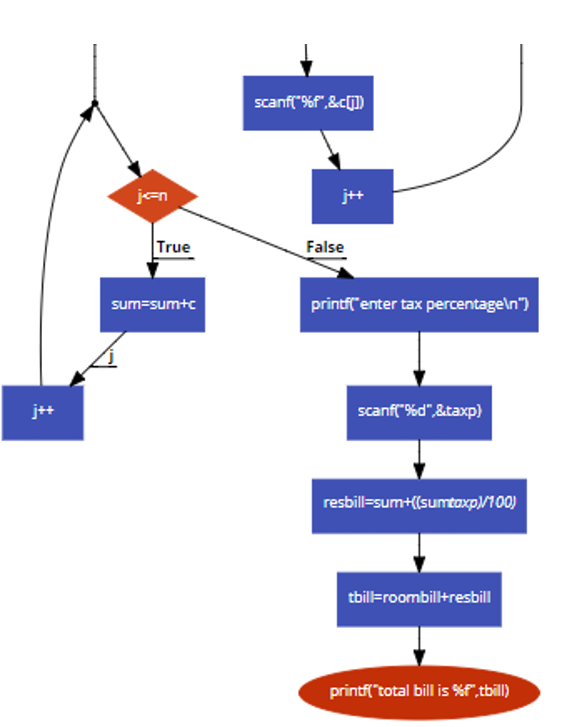 scanf("%f",&c[j])
j<=n
j++
True
False
sum=sum+c
printf("enter tax percentage\n")
j
j++
scanf("%d",&taxp)
resbill=sum+((sumtaxp)/100)
tbill=roombill+resbill
printf("total bill is %f",tbill)